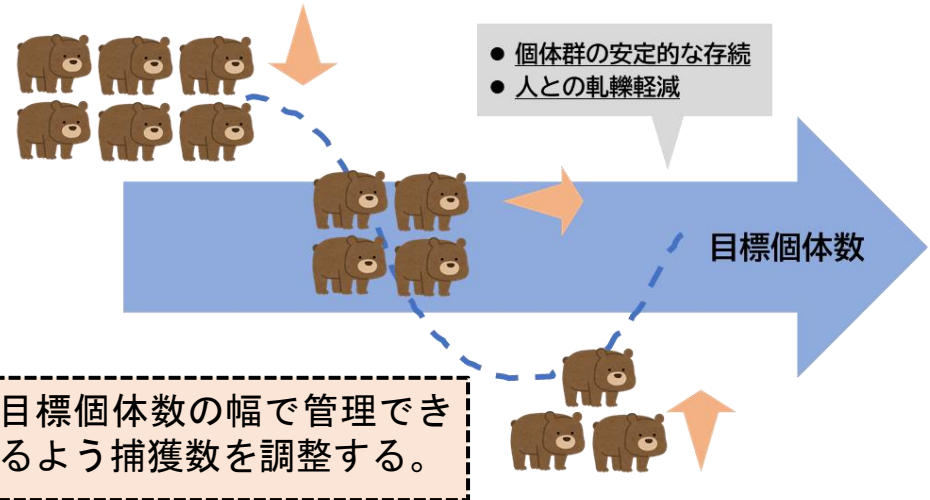 ● 個体群の安定的な存続
● 人との軋轢軽減
目標個体数
目標個体数の幅で管理でき
るよう捕獲数を調整する。